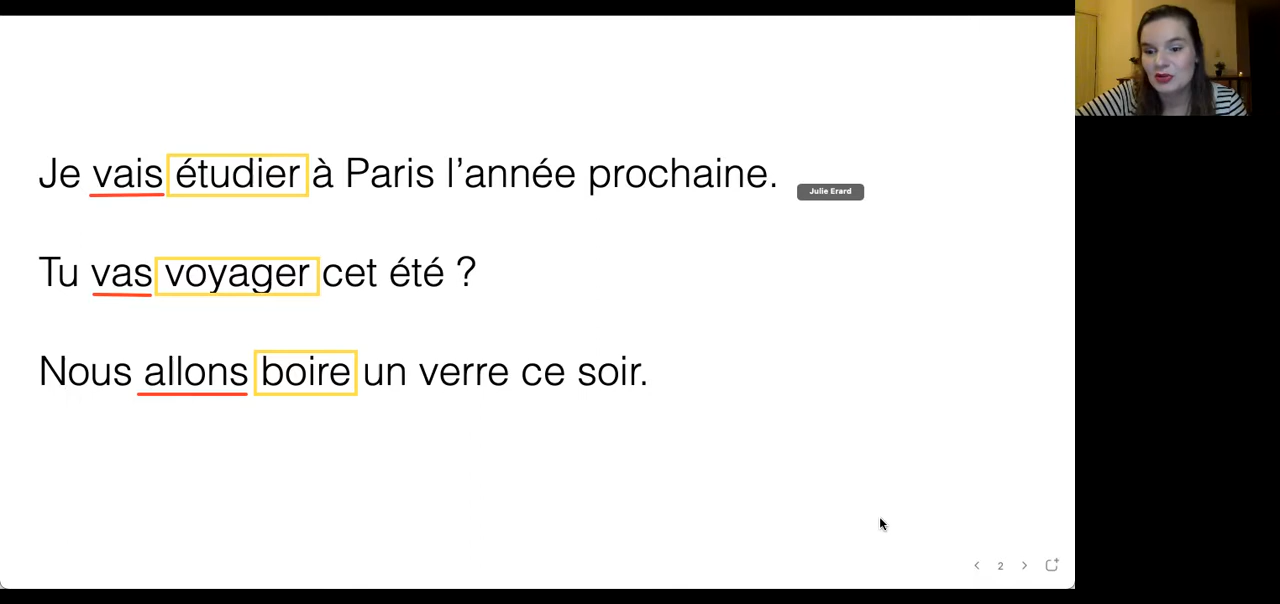 Je vais étudier à Paris l’année prochaine.
Julie Erard
Tu vas voyager cet été ?
Nous allons boire un verre ce soir.
2